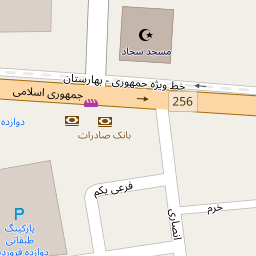 مسجد سجاد
خط ویژه جمهوری - بهارستان
جمهوری اسلامی
256
دوازده
بانک صادرات
فرعی یکم
خرم
انصاری
P
پارکینگ
طبقاتی
دوازده فرورد